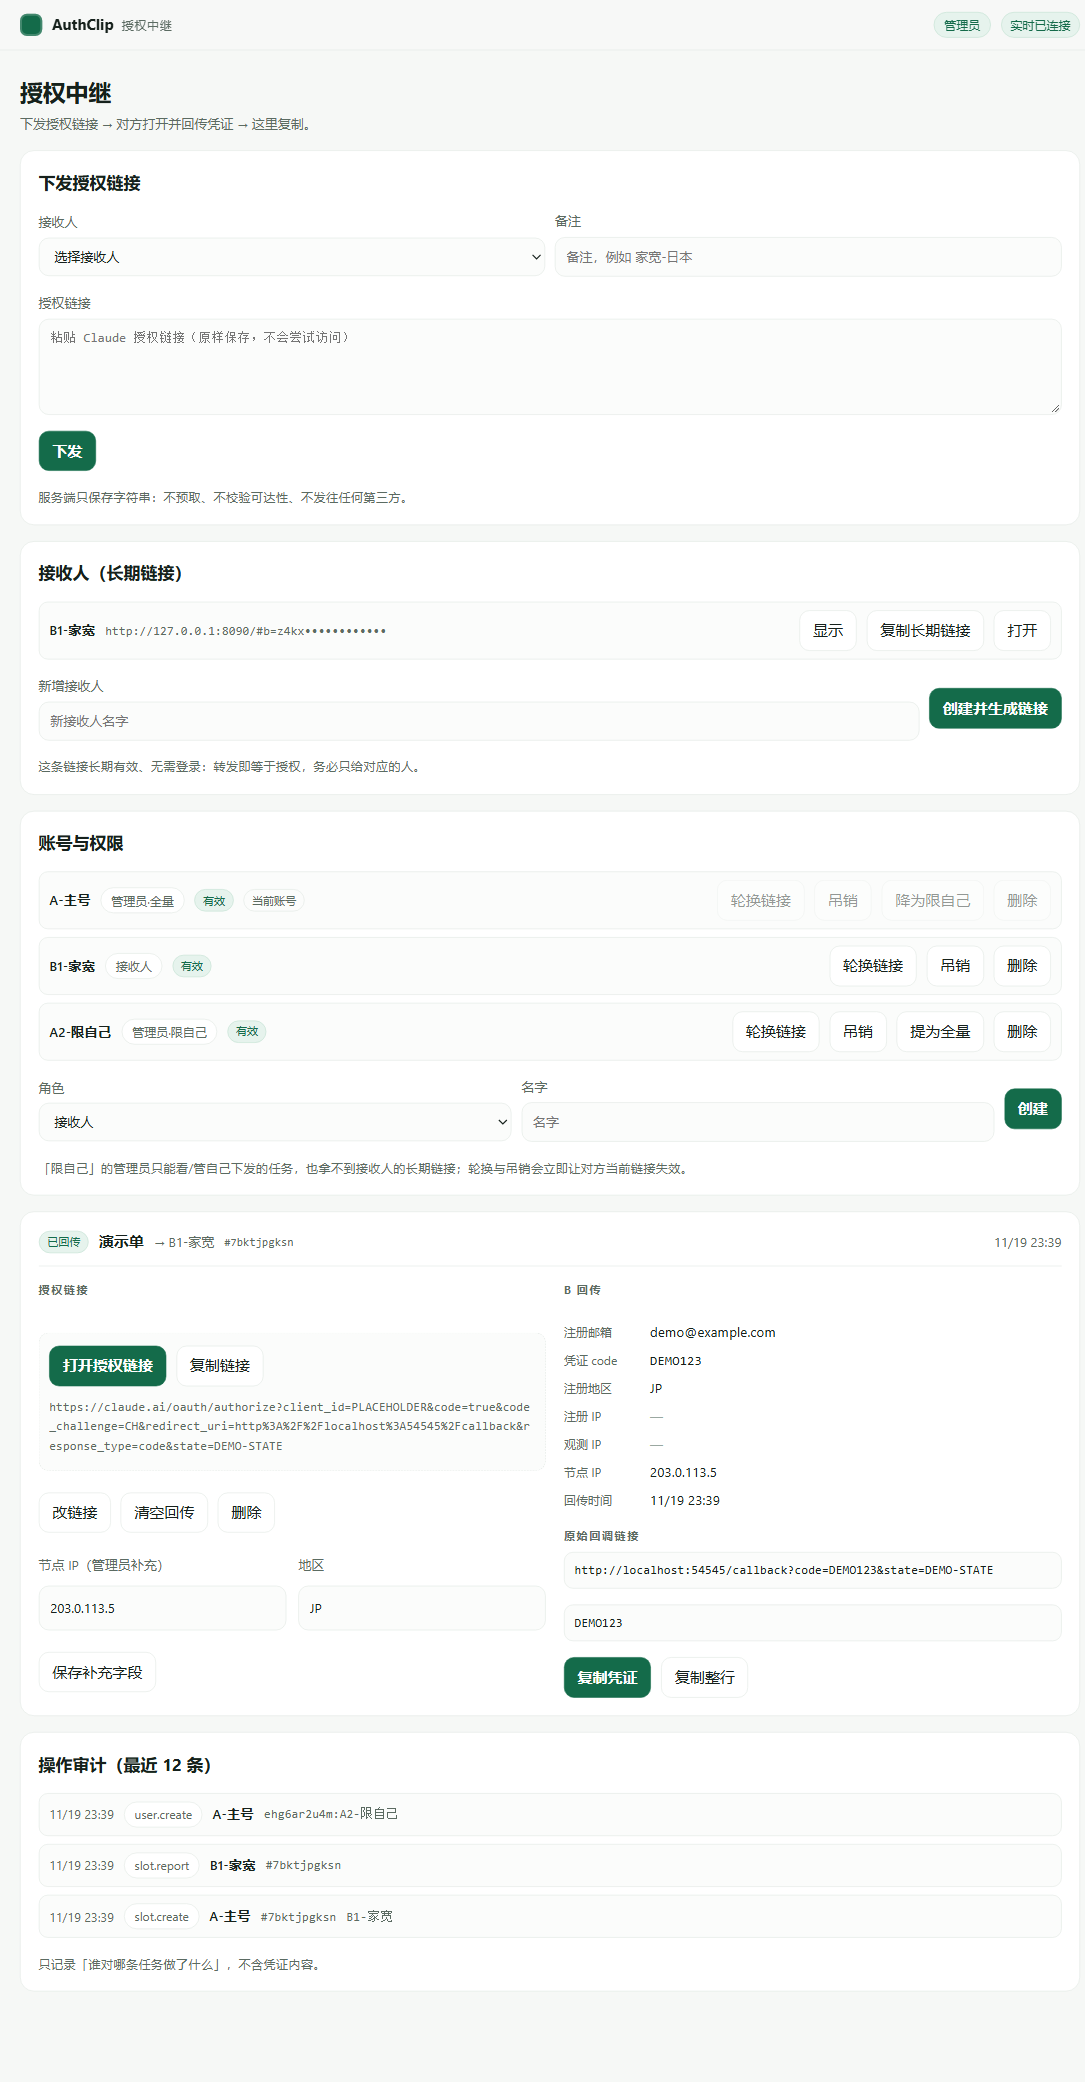 AuthClip 授权中继
管理员
实时已连接
授权中继
下发授权链接 → 对方打开并回传凭证 → 这里复制。
下发授权链接
接收人
备注
选择接收人
备注，例如 家宽-日本
授权链接
粘贴 Claude 授权链接（原样保存，不会尝试访问）
下发
服务端只保存字符串：不预取、不校验可达性、不发往任何第三方。
接收人（长期链接）
B1-家宽 http://127.0.0.1:8090/#b=z4kx••••••••••••
显示
复制长期链接
打开
新增接收人
新接收人名字
创建并生成链接
这条链接长期有效、无需登录：转发即等于授权，务必只给对应的人。
账号与权限
A-主号 管理员·全量 有效 当前账号
轮换链接
吊销
降为限自己
删除
B1-家宽 接收人 有效
轮换链接
吊销
删除
A2-限自己 管理员·限自己 有效
轮换链接
吊销
提为全量
删除
角色
名字
接收人
名字
创建
「限自己」的管理员只能看/管自己下发的任务，也拿不到接收人的长期链接；轮换与吊销会立即让对方当前链接失效。
已回传 演示单 → B1-家宽 #7bktjpgksn
11/19 23:39
授权链接
打开授权链接
复制链接
https://claude.ai/oauth/authorize?client_id=PLACEHOLDER&code=true&code
_challenge=CH&redirect_uri=http%3A%2F%2Flocalhost%3A54545%2Fcallback&r
esponse_type=code&state=DEMO-STATE
改链接
清空回传
删除
节点 IP（管理员补充）
地区
203.0.113.5
JP
保存补充字段
B 回传
注册邮箱 demo@example.com
凭证 code DEMO123
注册地区 JP
注册 IP —
观测 IP —
节点 IP 203.0.113.5
回传时间 11/19 23:39
原始回调链接
http://localhost:54545/callback?code=DEMO123&state=DEMO-STATE
DEMO123
复制凭证
复制整行
操作审计（最近 12 条）
11/19 23:39 user.create A-主号 ehg6ar2u4m:A2-限自己
11/19 23:39 slot.report B1-家宽 #7bktjpgksn
11/19 23:39 slot.create A-主号 #7bktjpgksn B1-家宽
只记录「谁对哪条任务做了什么」，不含凭证内容。